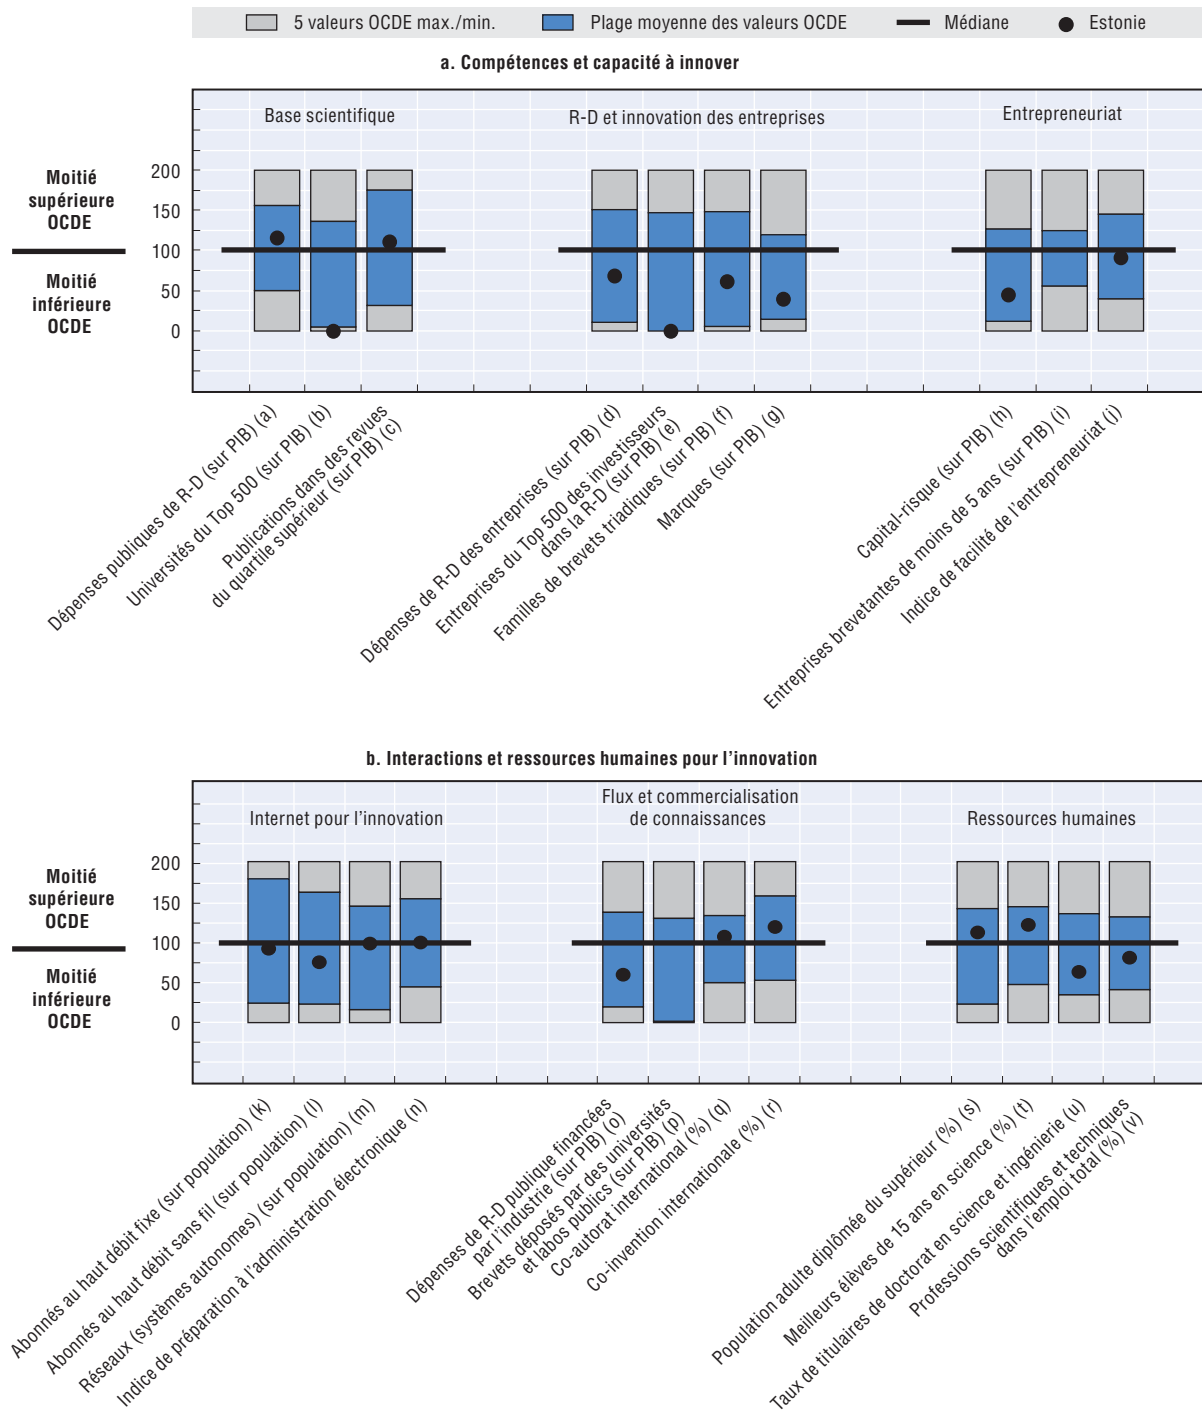 5 valeurs OCDE max./min.
Plage moyenne des valeurs OCDE
Médiane
Estonie
a. Compétences et capacité à innover
Base scientifique
R-D et innovation des entreprises
Entrepreneuriat
Moitié
supérieure
OCDE
Moitié
inférieure
OCDE
200
150
100
50
0
Dépenses publiques de R-D (sur PIB) (a)
Universités du Top 500 (sur PIB) (b)
Publications dans des revues
du quartile supérieur (sur PIB) (c)
Dépenses de R-D des entreprises (sur PIB) (d)
Entreprises du Top 500 des investisseurs
dans la R-D (sur PIB) (e)
Familles de brevets triadiques (sur PIB) (f)
Marques (sur PIB) (g)
Capital-risque (sur PIB) (h)
Entreprises brevetantes de moins de 5 ans (sur PIB) (i)
Indice de facilité de l'entrepreneuriat (j)
b. Interactions et ressources humaines pour l'innovation
Internet pour l'innovation
Flux et commercialisation
de connaissances
Ressources humaines
Moitié
supérieure
OCDE
Moitié
inférieure
OCDE
200
150
100
50
0
Abonnés au haut débit fixe (sur population) (k)
Abonnés au haut débit sans fil (sur population) (l)
Réseaux (systèmes autonomes) (sur population) (m)
Indice de préparation à l'administration électronique (n)
Dépenses de R-D publique financées
par l'industrie (sur PIB) (o)
Brevets déposés par des universités
et labos publics (sur PIB) (p)
Co-autorat international (%) (q)
Co-invention internationale (%) (r)
Population adulte diplômée du supérieur (%) (s)
Meilleurs élèves de 15 ans en science (%) (t)
Taux de titulaires de doctorat en science et ingénierie (u)
Professions scientifiques et techniques
dans l'emploi total (%) (v)